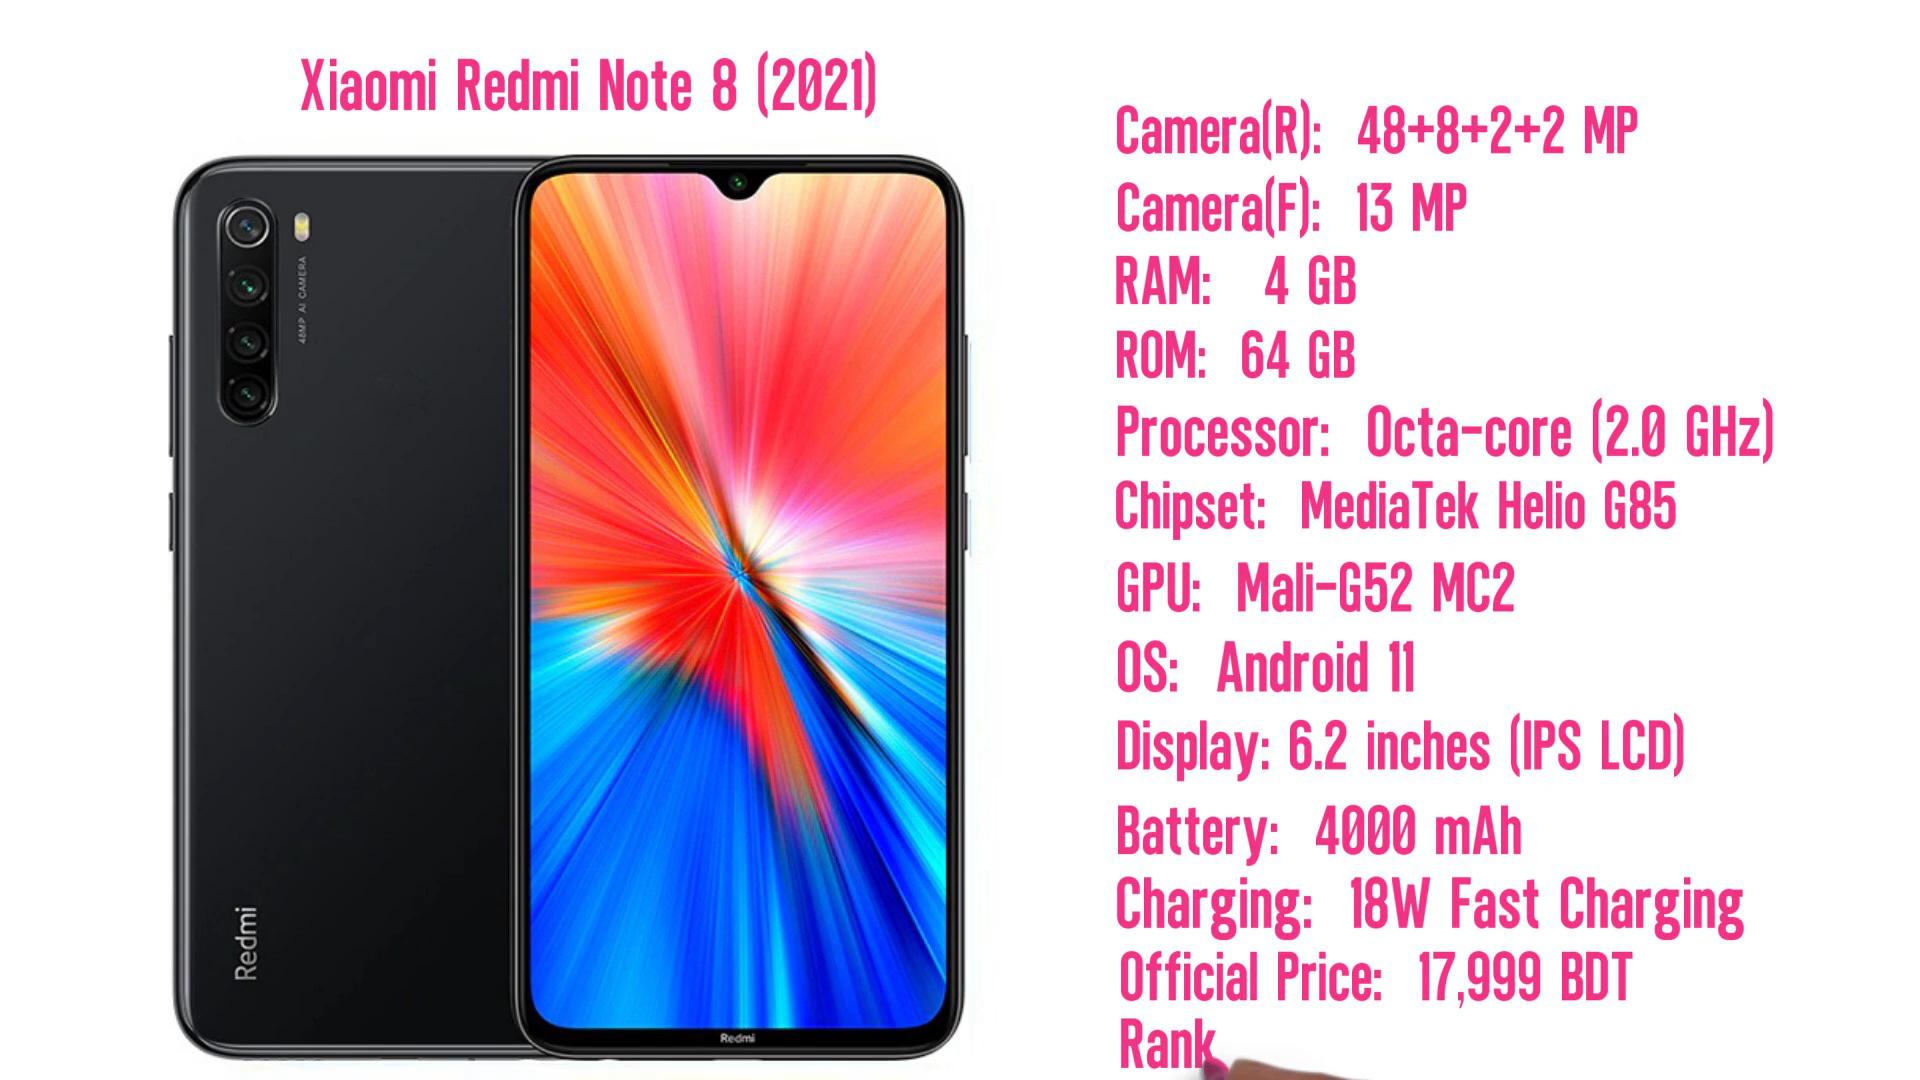 Xiaomi Redmi Note 8 (2021)
48MP AI CAMERA
Redmi
Redmi
Camera(R): 48+8+2+2 MP
Camera(F): 13 MP
RAM: 4 GB
ROM: 64 GB
Processor: Octa-core (2.0 GHz)
Chipset: MediaTek Helio G85
GPU: Mali-G52 MC2
OS: Android 11
Display: 6.2 inches (IPS LCD)
Battery: 4000 mAh
Charging: 18W Fast Charging
Official Price: 17,999 BDT
Rank